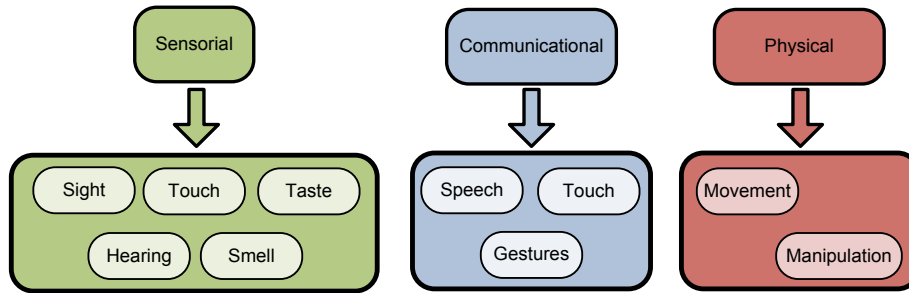 Sensorial
Communicational
Physical
Sight
Touch
Taste
Hearing
Smell
Speech
Touch
Gestures
Movement
Manipulation